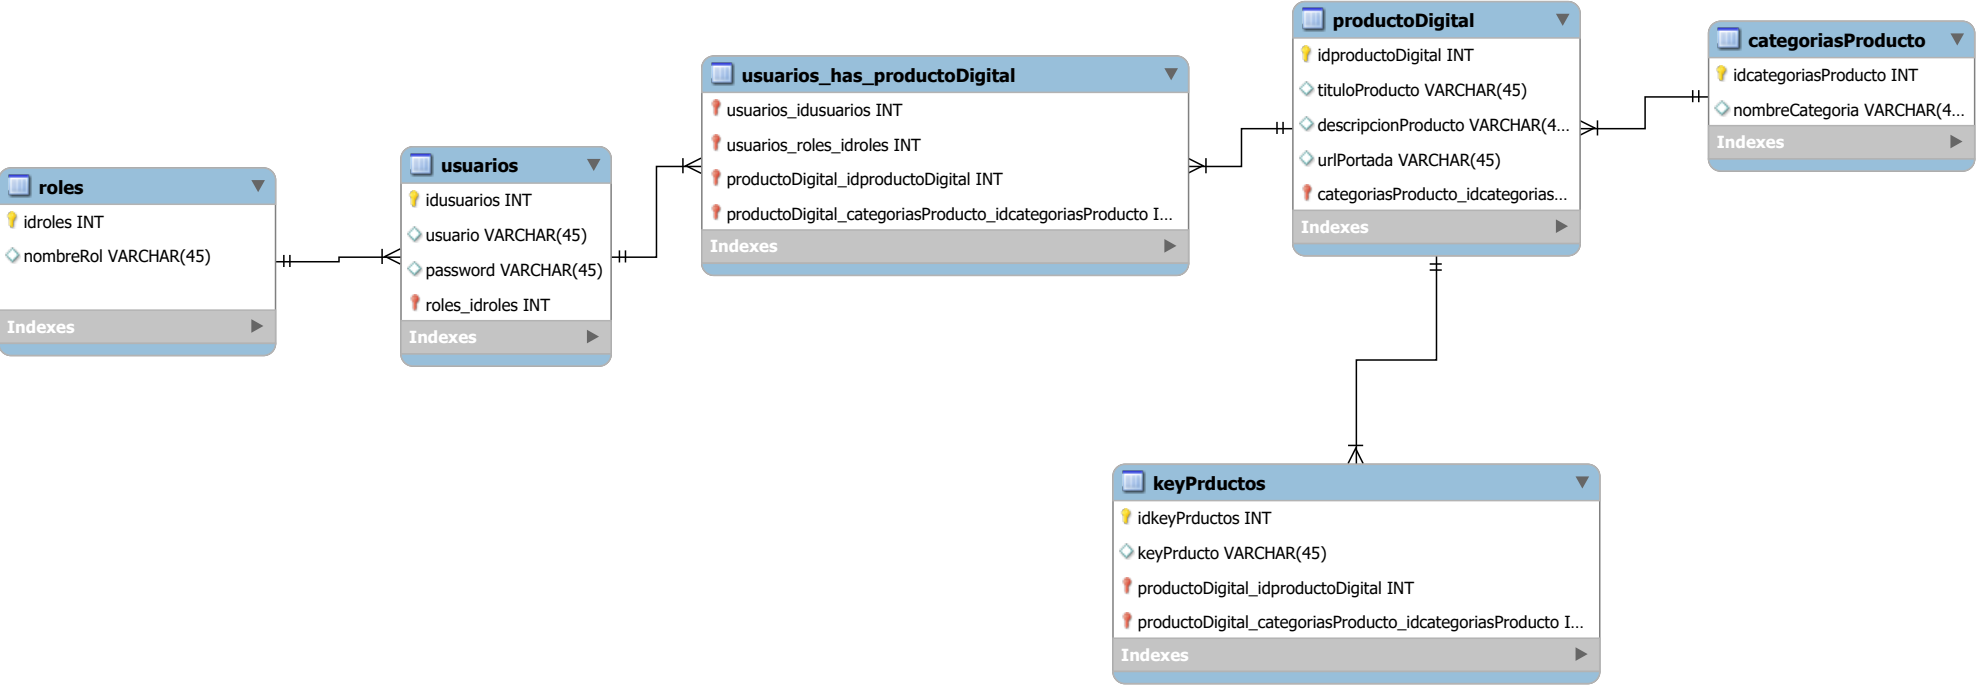 roles
idroles INT
nombreRol VARCHAR(45)
Indexes
usuarios
idusuarios INT
usuario VARCHAR(45)
password VARCHAR(45)
roles_idroles INT
Indexes
usuarios_has_productoDigital
usuarios_idusuarios INT
usuarios_roles_idroles INT
productoDigital_idproductoDigital INT
productoDigital_categoriasProducto_idcategoriasProducto I...
Indexes
productoDigital
idproductoDigital INT
tituloProducto VARCHAR(45)
descripcionProducto VARCHAR(4...
urlPortada VARCHAR(45)
categoriasProducto_idcategorias...
Indexes
categoriasProducto
idcategoriasProducto INT
nombreCategoria VARCHAR(4...
Indexes
keyPrductos
idkeyPrductos INT
keyPrducto VARCHAR(45)
productoDigital_idproductoDigital INT
productoDigital_categoriasProducto_idcategoriasProducto I...
Indexes